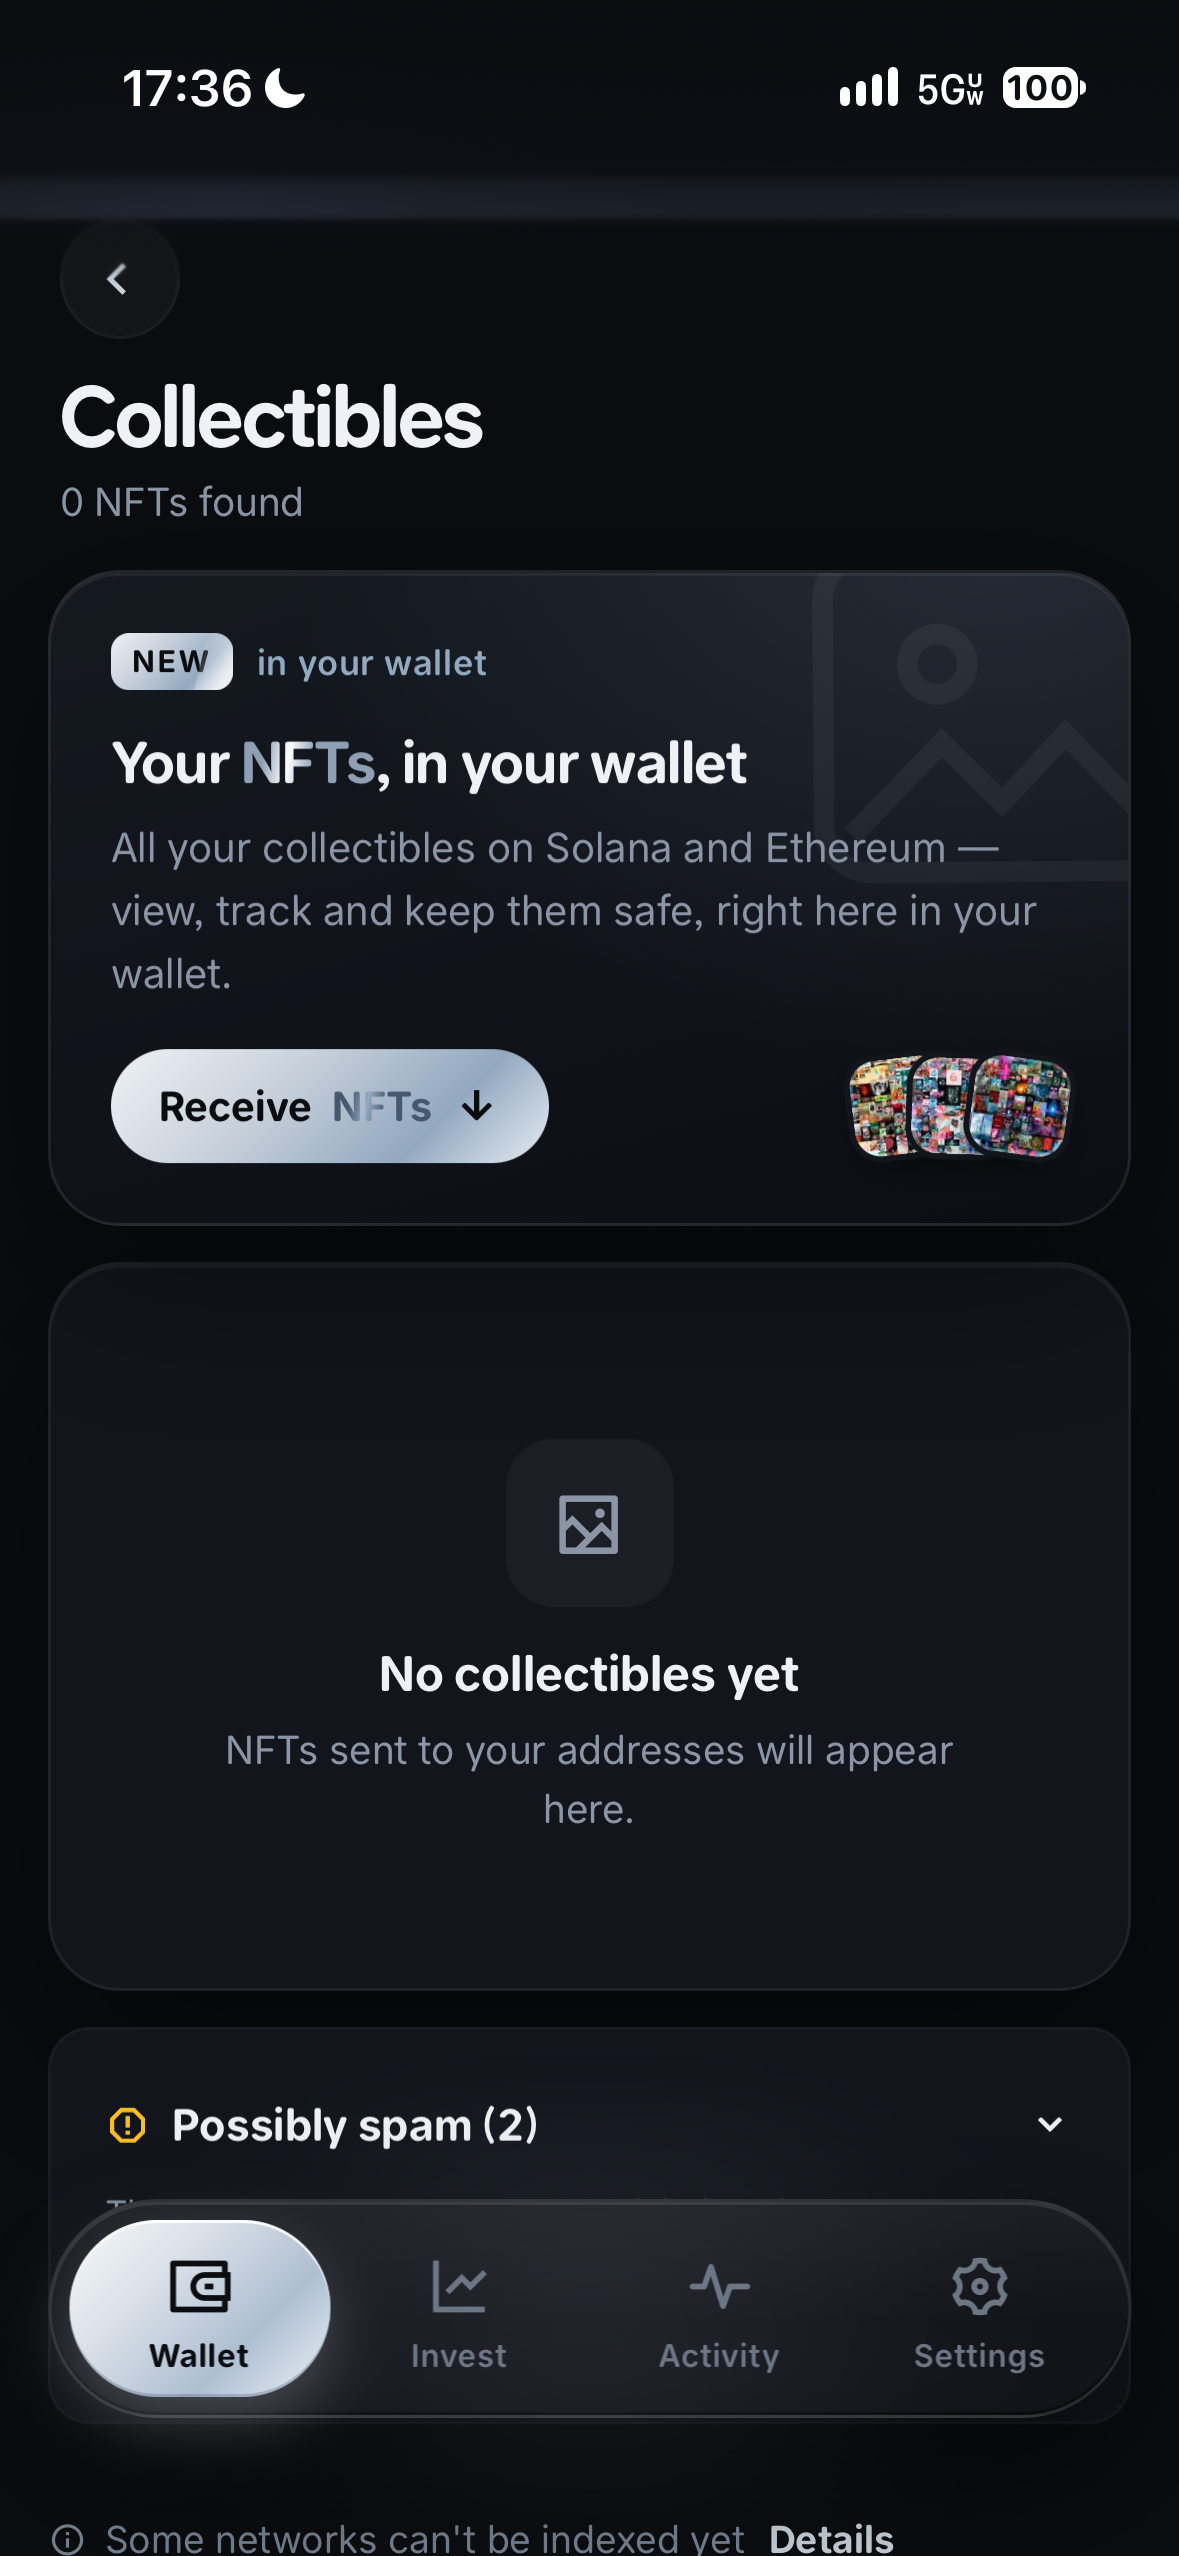 17:36
5G UW
100
Collectibles
0 NFTs found
NEW in your wallet
Your NFTs, in your wallet
All your collectibles on Solana and Ethereum —
view, track and keep them safe, right here in your
wallet.
Receive NFTs
No collectibles yet
NFTs sent to your addresses will appear
here.
Possibly spam (2)
Wallet
Invest
Activity
Settings
Some networks can't be indexed yet Details